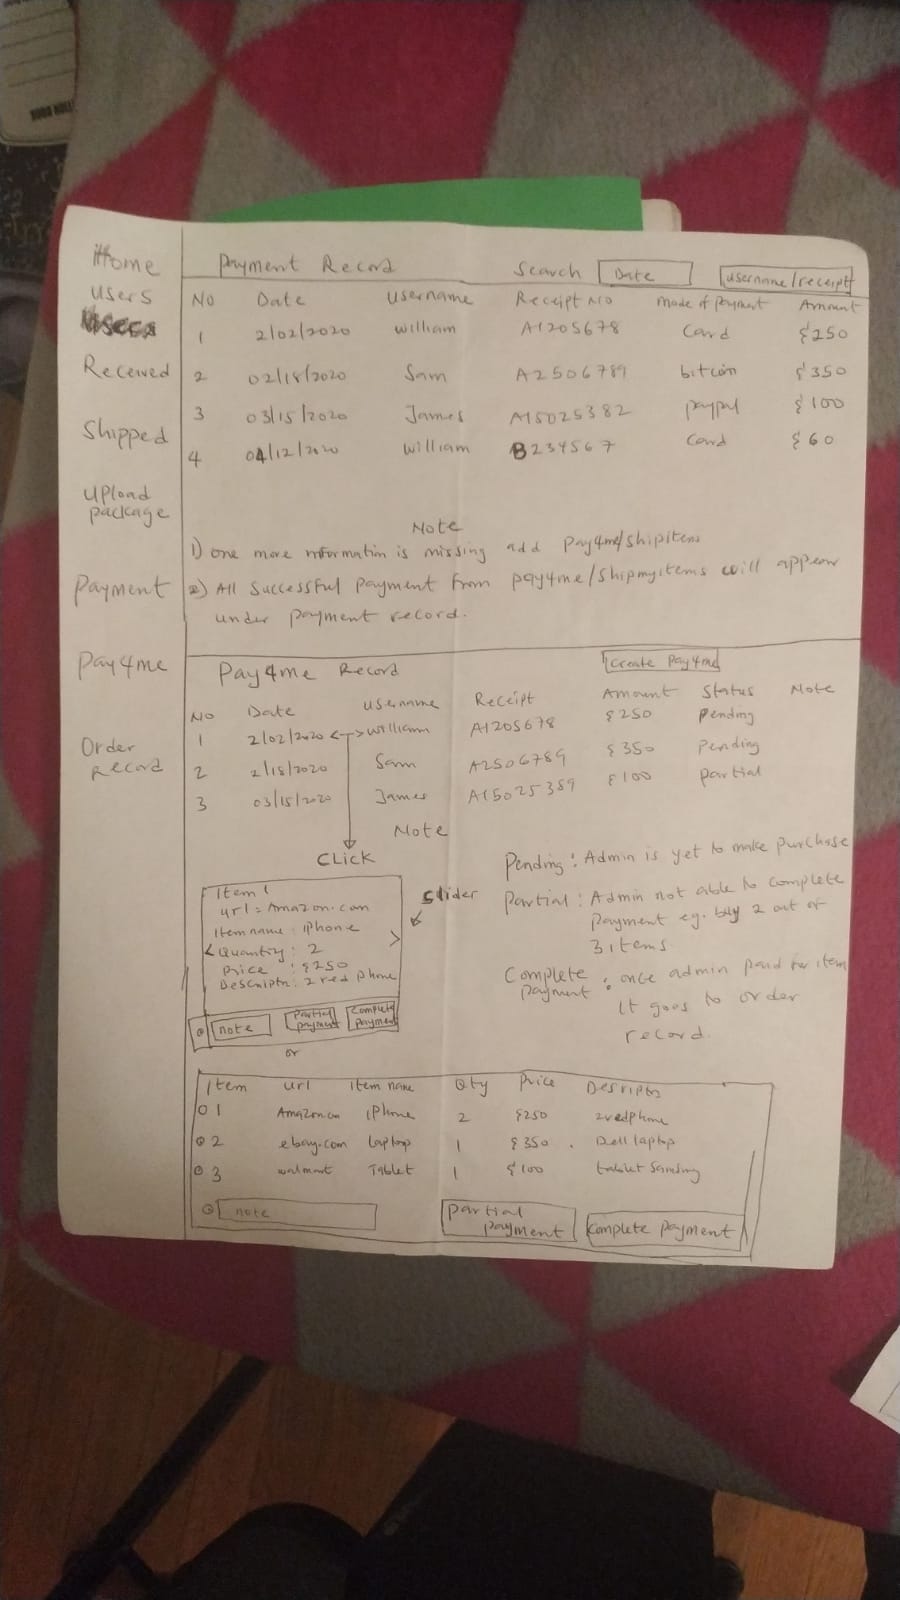 Home
Users
Received
Shipped
Upload
package
Payment
Pay4me
Order
Record
Payment Record Search Date username/receipt
No Date username Receipt No mode of payment Amount
1 2/02/2020 william A1205678 Card $250
2 02/18/2020 Sam A2506789 bitcoin $350
3 03/15/2020 James A15025382 paypal $100
4 04/12/2020 william B234567 Card $60
Note
1) one more information is missing add Pay4me/shipitems
2) All successful payment from pay4me/shipmyitems will appear
under payment record.
Pay4me Record Create Pay4me
No Date username Receipt Amount Status Note
1 2/02/2020 <-> william A1205678 $250 pending
2 2/18/2020 Sam A2506789 $350 Pending
3 03/15/2020 James A15025389 $100 partial
Note
CLICK
Item 1
url = Amazon.com
Item name: iphone
< Quantity: 2 >
price : $250
Descriptn: 2 red phone
note Partial payment Complete payment
Slider
Pending: Admin is yet to make purchase
Partial: Admin not able to complete
payment eg. buy 2 out of
3 items.
Complete payment : once admin paid for item
It goes to order
record.
or
Item url item name Qty Price Descriptn
1 Amazon.com iPhone 2 $250 2 red phone
2 ebay.com laptop 1 $350 Dell laptop
3 walmart Tablet 1 $100 tablet
note partial payment complete payment